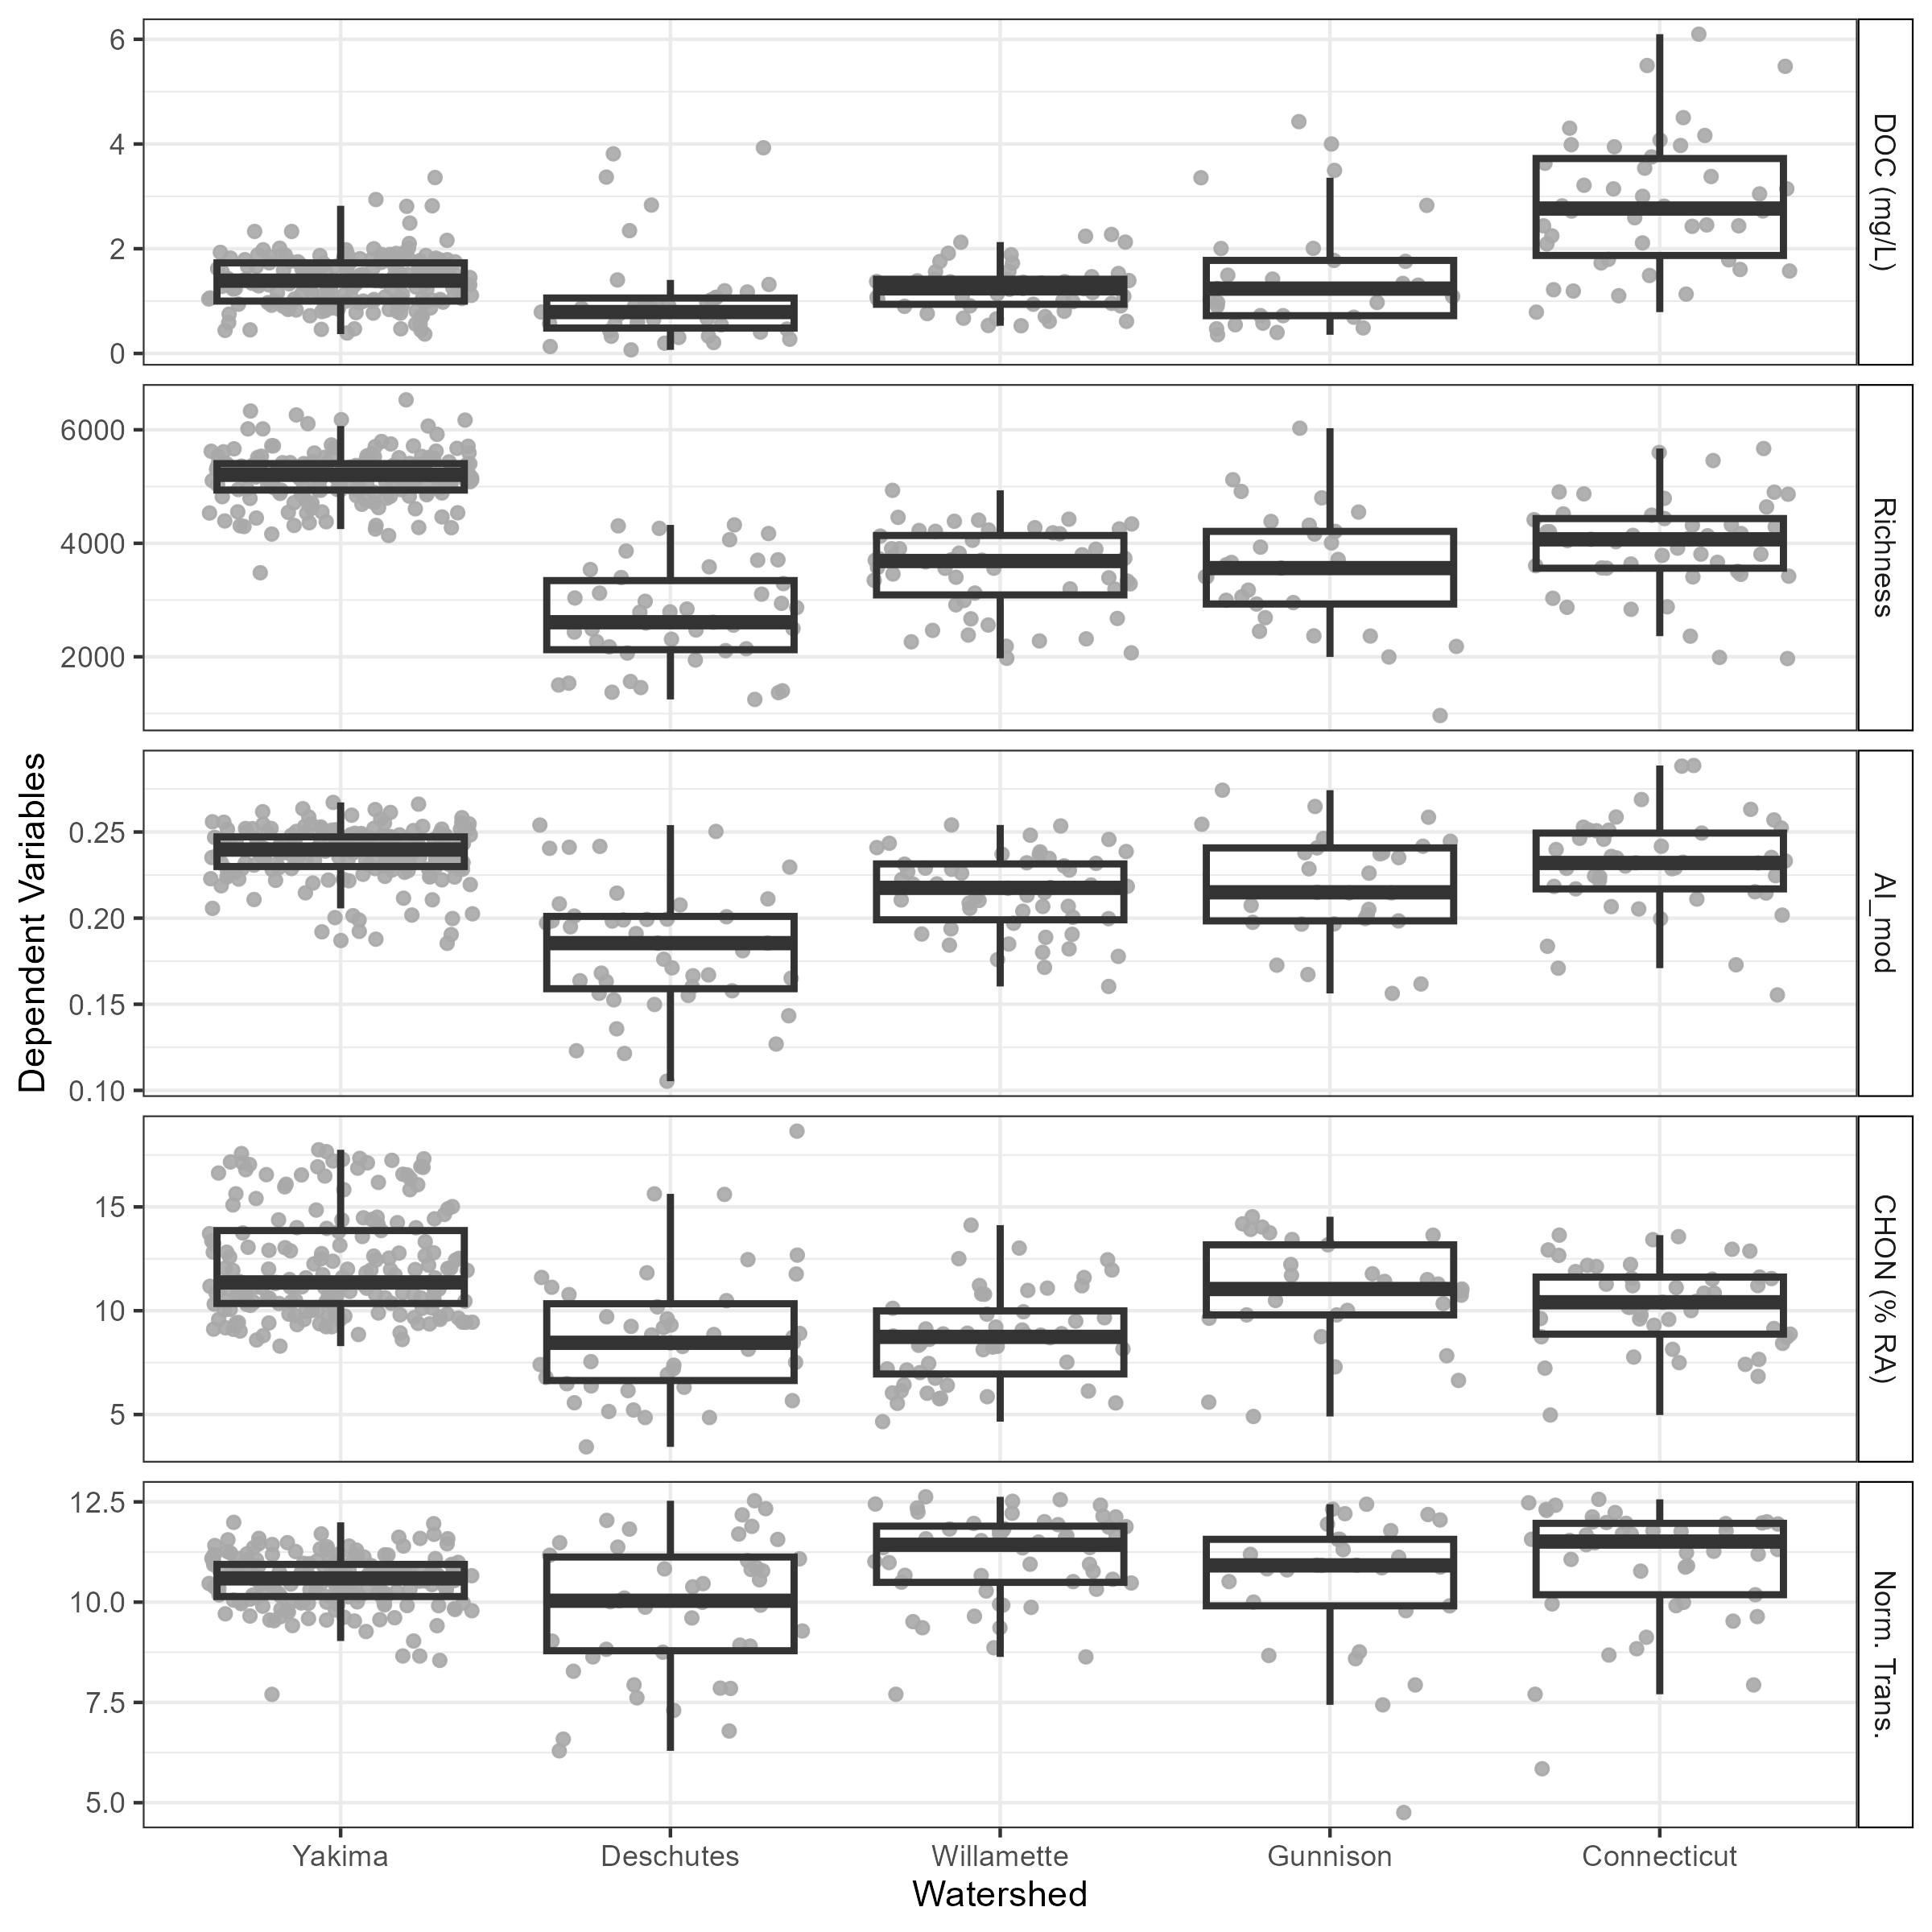 6
4
2
0
DOC (mg/L)
6000
4000
2000
Richness
0.25
0.20
0.15
0.10
AI_mod
15
10
5
CHON (% RA)
12.5
10.0
7.5
5.0
Norm. Trans.
Dependent Variables
Yakima Deschutes Willamette Gunnison Connecticut
Watershed